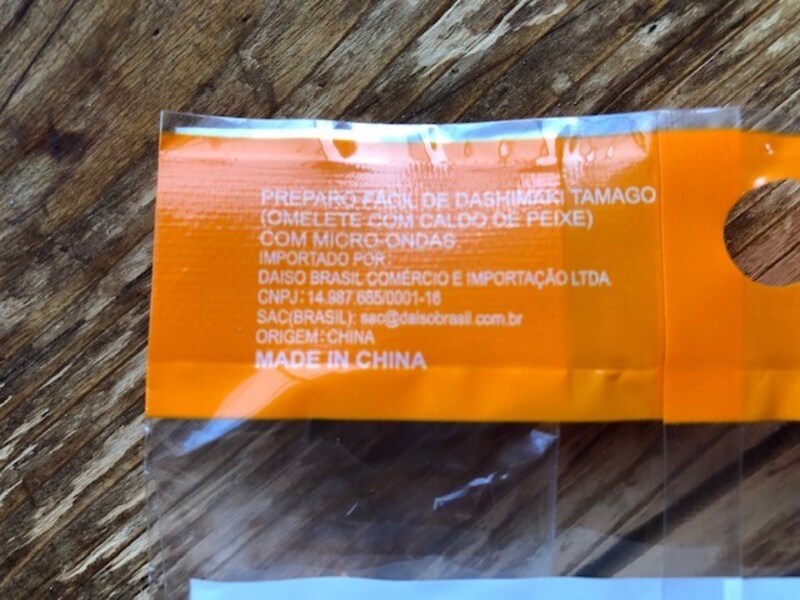 PREPARO FÁCIL DE DASHIMAKI TAMAGO
(OMELETE COM CALDO DE PEIXE)
COM MICRO-ONDAS
IMPORTADO POR:
DAISO BRASIL COMÉRCIO E IMPORTAÇÃO LTDA
CNPJ: 14.987.665/0001-16
SAC(BRASIL): sac@daisobrasil.com.br
ORIGEM: CHINA
MADE IN CHINA